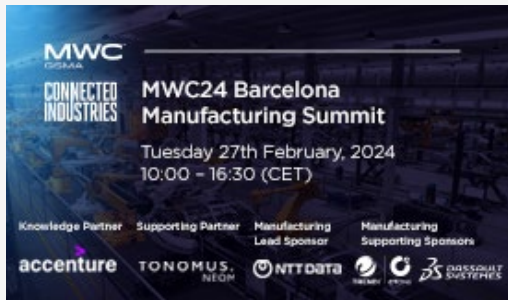 MWC
GSMA
CONNECTED
INDUSTRIES
MWC24 Barcelona
Manufacturing Summit
Tuesday 27th February, 2024
10:00 – 16:30 (CET)
Knowledge Partner
accenture
Supporting Partner
TONOMUS.
NEOM
Manufacturing
Lead Sponsor
NTT DATA
Manufacturing
Supporting Sponsors
DASSAULT
SYSTEMES